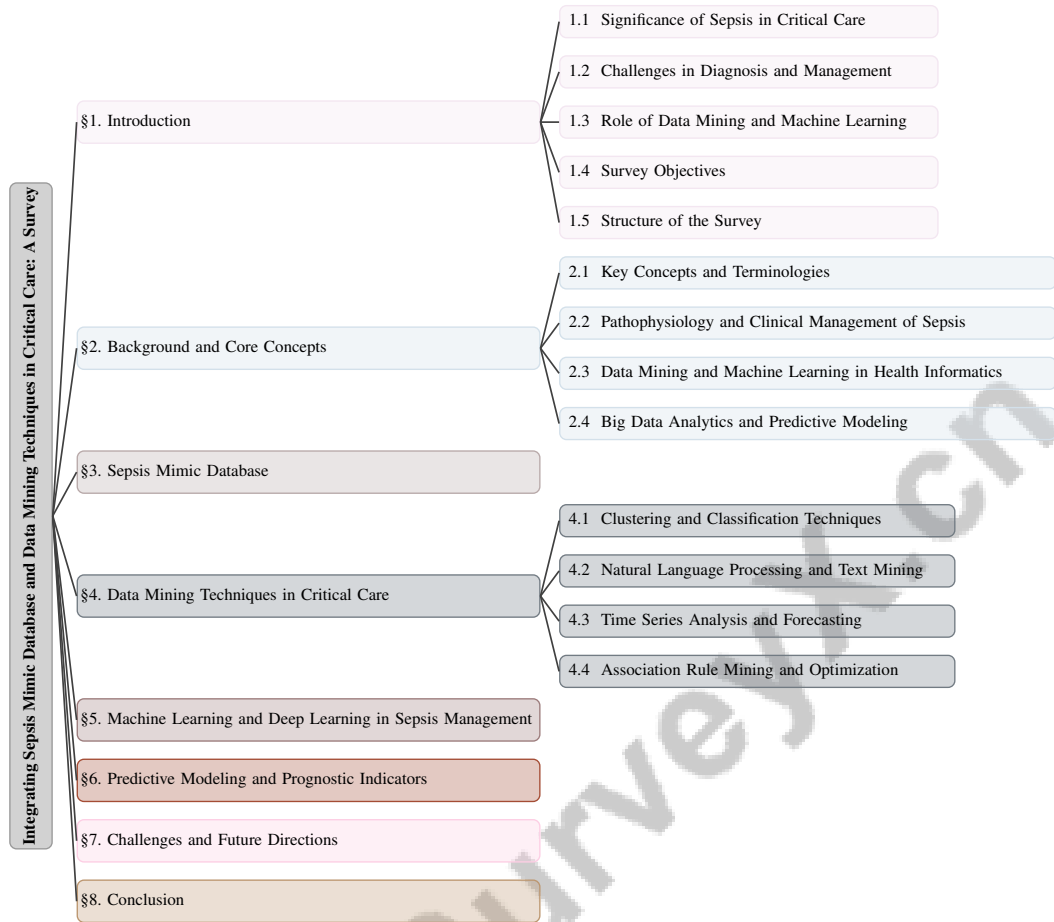 Integrating Sepsis Mimic Database and Data Mining Techniques in Critical Care: A Survey
§1. Introduction
1.1 Significance of Sepsis in Critical Care
1.2 Challenges in Diagnosis and Management
1.3 Role of Data Mining and Machine Learning
1.4 Survey Objectives
1.5 Structure of the Survey
§2. Background and Core Concepts
2.1 Key Concepts and Terminologies
2.2 Pathophysiology and Clinical Management of Sepsis
2.3 Data Mining and Machine Learning in Health Informatics
2.4 Big Data Analytics and Predictive Modeling
§3. Sepsis Mimic Database
§4. Data Mining Techniques in Critical Care
4.1 Clustering and Classification Techniques
4.2 Natural Language Processing and Text Mining
4.3 Time Series Analysis and Forecasting
4.4 Association Rule Mining and Optimization
§5. Machine Learning and Deep Learning in Sepsis Management
§6. Predictive Modeling and Prognostic Indicators
§7. Challenges and Future Directions
§8. Conclusion
urveyx.cn